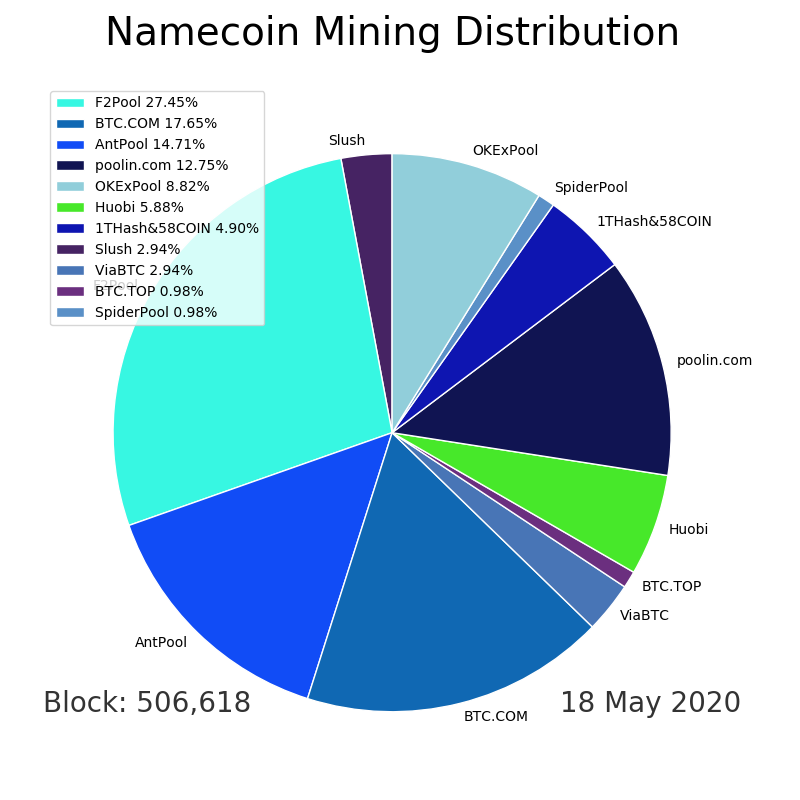 Namecoin Mining Distribution
F2Pool 27.45%
BTC.COM 17.65%
AntPool 14.71%
poolin.com 12.75%
OKExPool 8.82%
Huobi 5.88%
1THash&58COIN 4.90%
Slush 2.94%
ViaBTC 2.94%
BTC.TOP 0.98%
SpiderPool 0.98%
Slush
OKExPool
SpiderPool
1THash&58COIN
F2Pool
poolin.com
Huobi
BTC.TOP
ViaBTC
AntPool
BTC.COM
Block: 506,618
18 May 2020